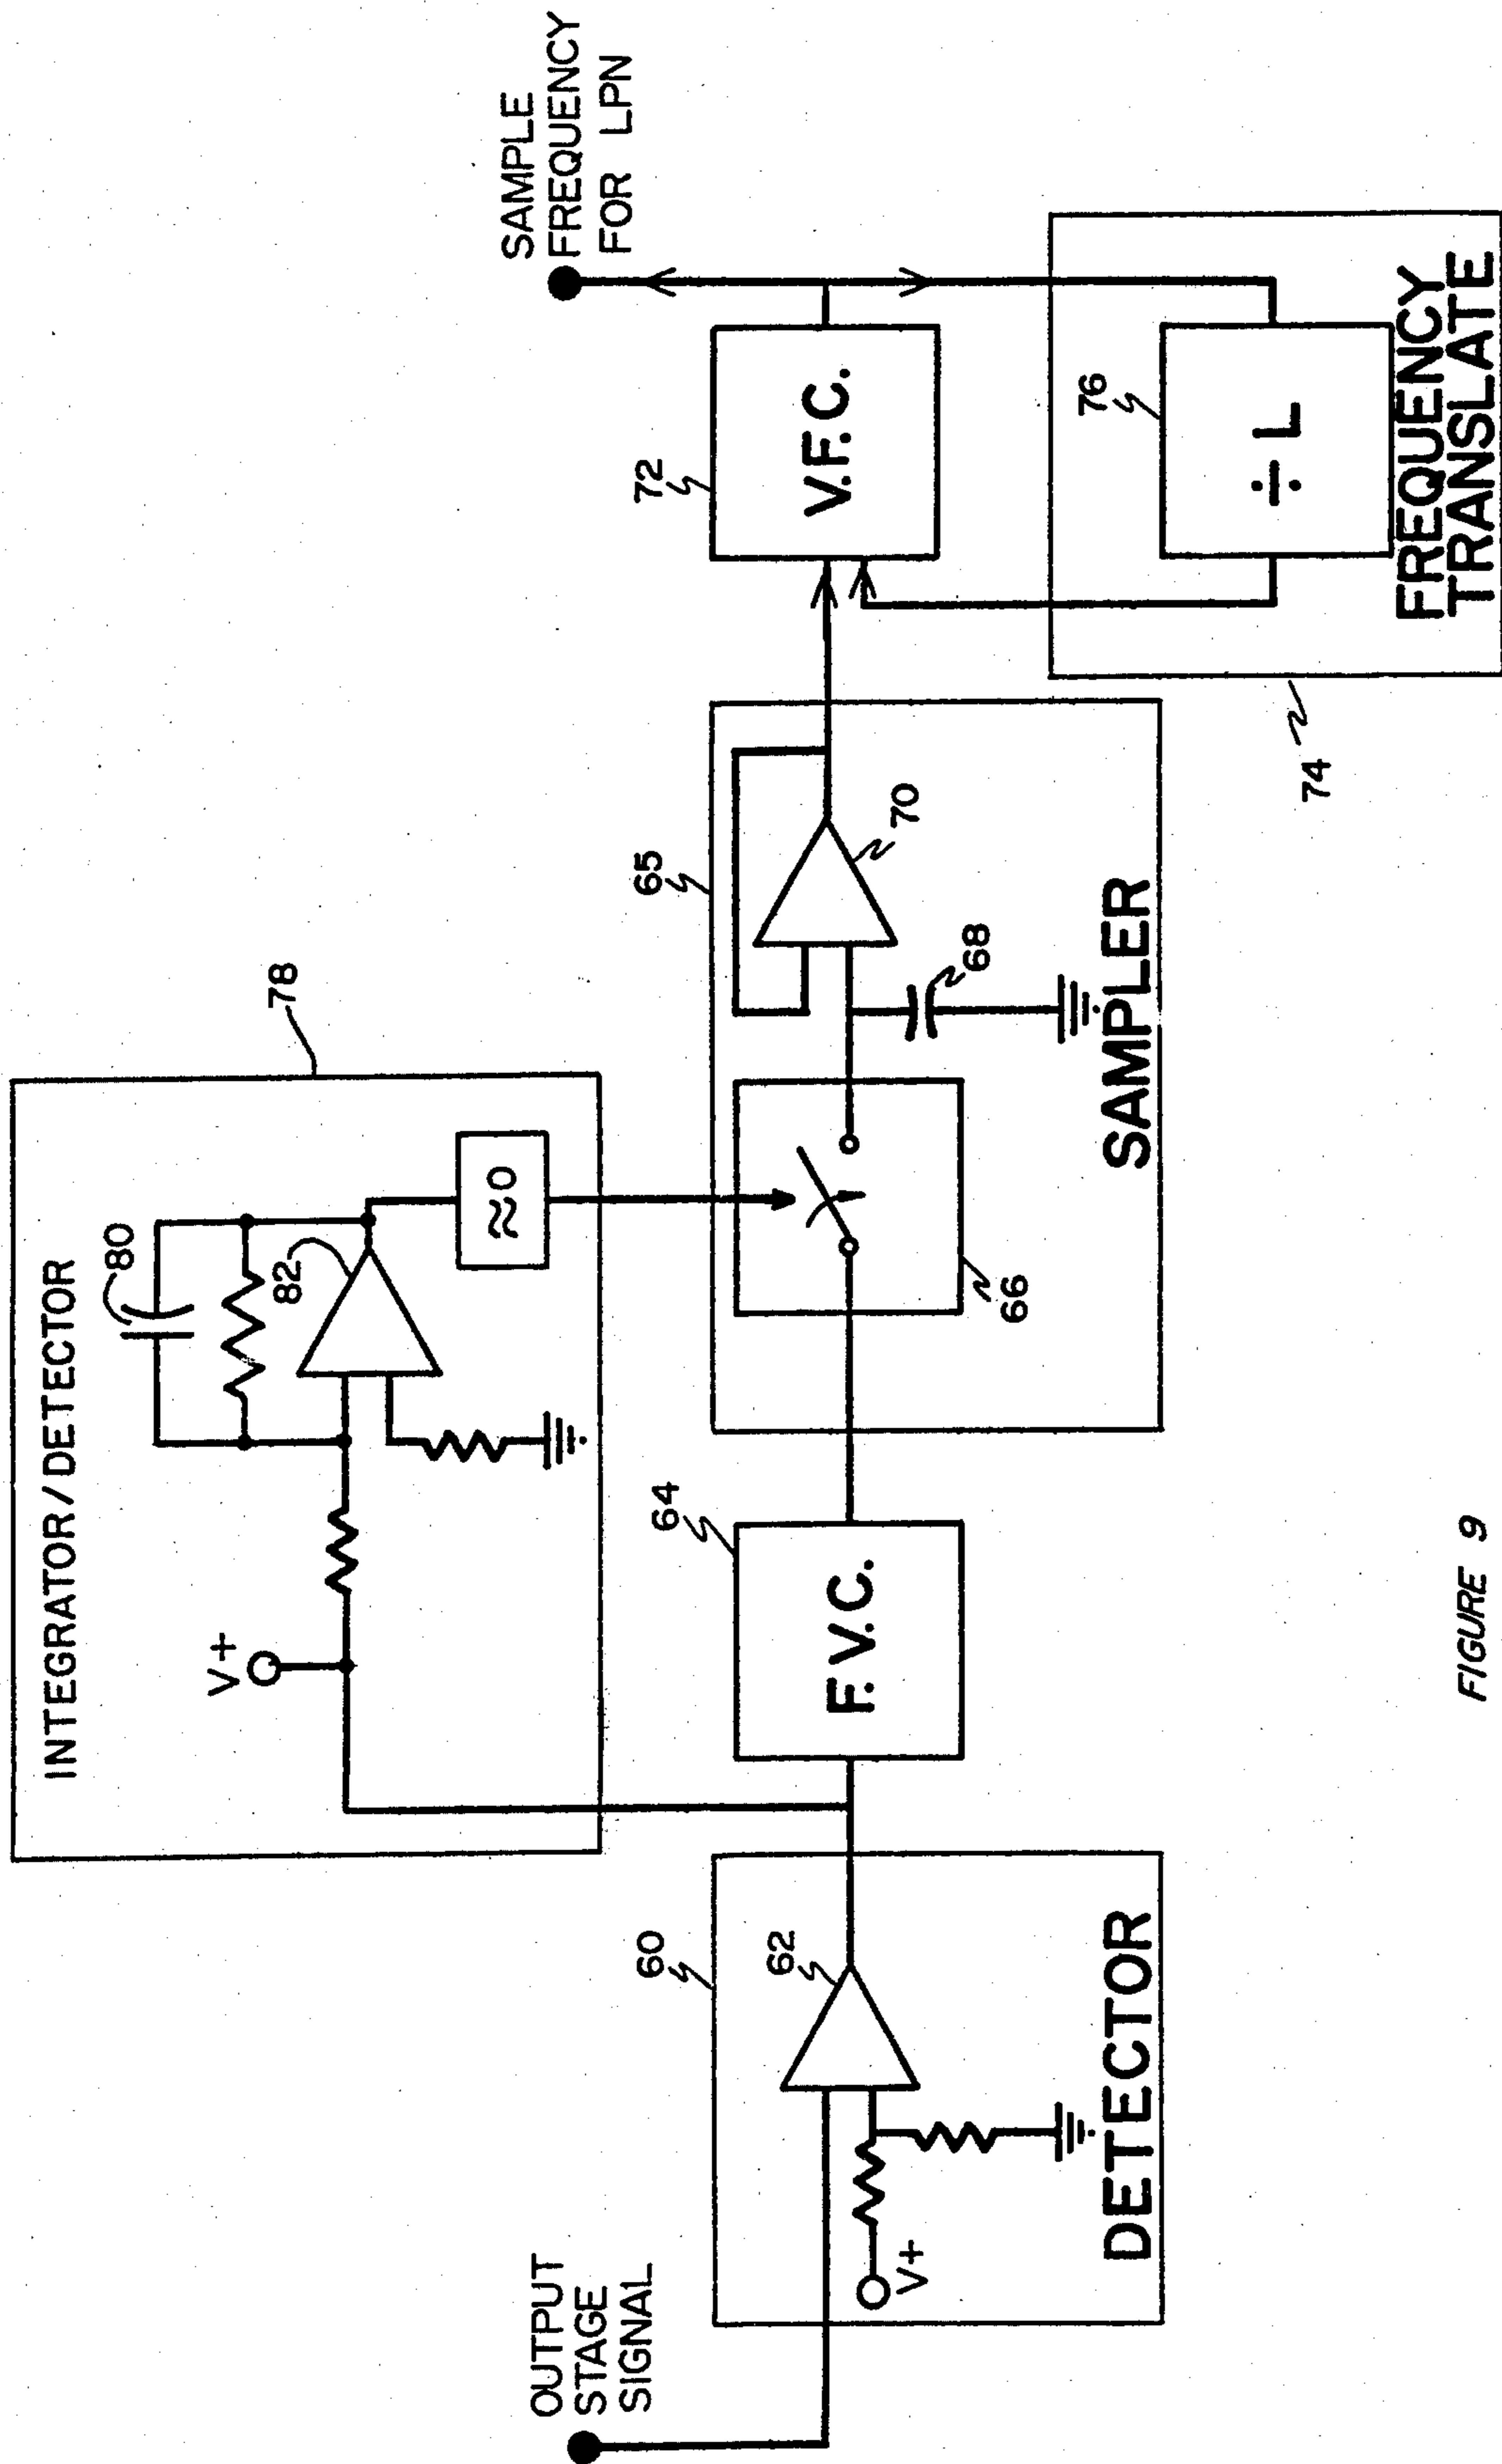 INTEGRATOR/DETECTOR
V+
80
82
≈0
78
OUTPUT
STAGE
SIGNAL
60
62
V+
DETECTOR
64
F.V.C.
65
66
68
70
SAMPLER
72
V.F.C.
SAMPLE
FREQUENCY
FOR LPN
74
76
÷ L
FREQUENCY
TRANSLATE
FIGURE 9